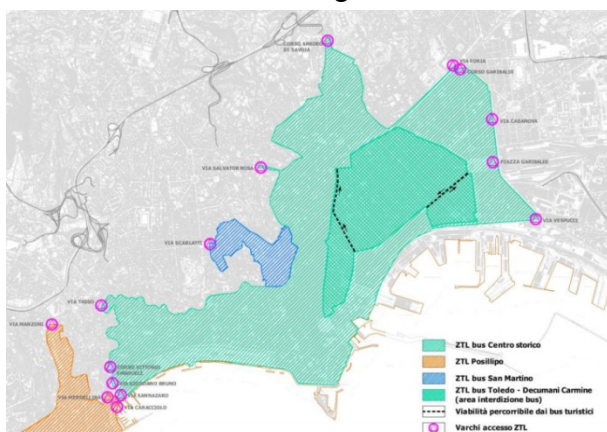 CORSO AMEDEO
DI SAVOIA
VIA FORIA
CORSO GARIBALDI
VIA CASANOVA
PIAZZA GARIBALDI
VIA SALVATOR ROSA
VIA VESPUCCI
VIA SCARLATTI
VIA TASSO
VIA MANZONI
CORSO VITTORIO
EMANUELE
VIA GIORDANO BRUNO
VIA MERGELLINA
VIA SANNAZARO
VIA CARACCIOLO
ZTL bus Centro storico
ZTL Posillipo
ZTL bus San Martino
ZTL bus Toledo - Decumani Carmine
(area interdizione bus)
Viabilità percorribile dai bus turistici
Varchi accesso ZTL